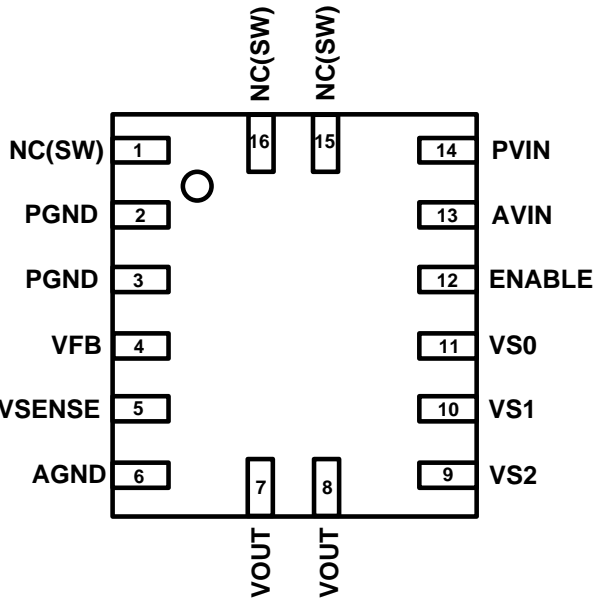 NC(SW)
NC(SW)
16
15
NC(SW) 1
14 PVIN
PGND 2
13 AVIN
PGND 3
12 ENABLE
VFB 4
11 VS0
VSENSE 5
10 VS1
AGND 6
9 VS2
7
8
VOUT
VOUT